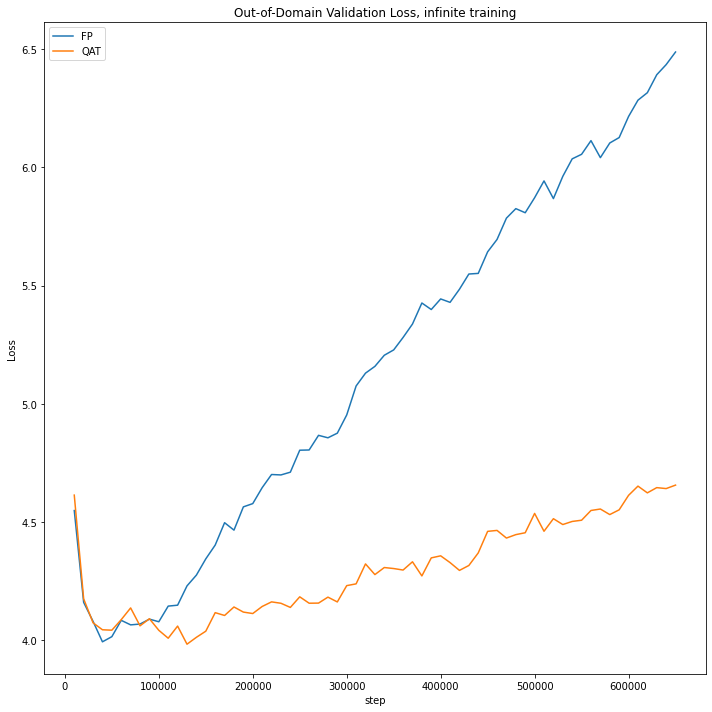 Out-of-Domain Validation Loss, infinite training
FP
QAT
6.5
6.0
5.5
5.0
4.5
4.0
Loss
0
100000
200000
300000
400000
500000
600000
step